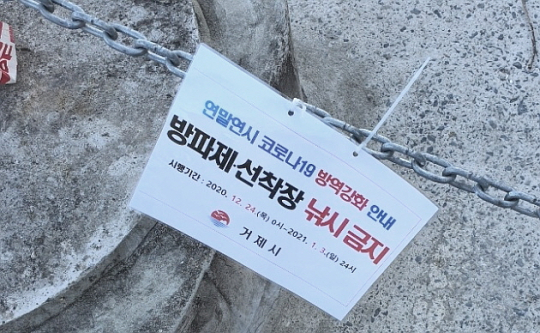 연말연시 코로나19 방역강화 안내
방파제·선착장 낚시 금지
시행기간 : 2020. 12. 24.(목) 0시~2021. 1. 3.(일) 24시
거제시